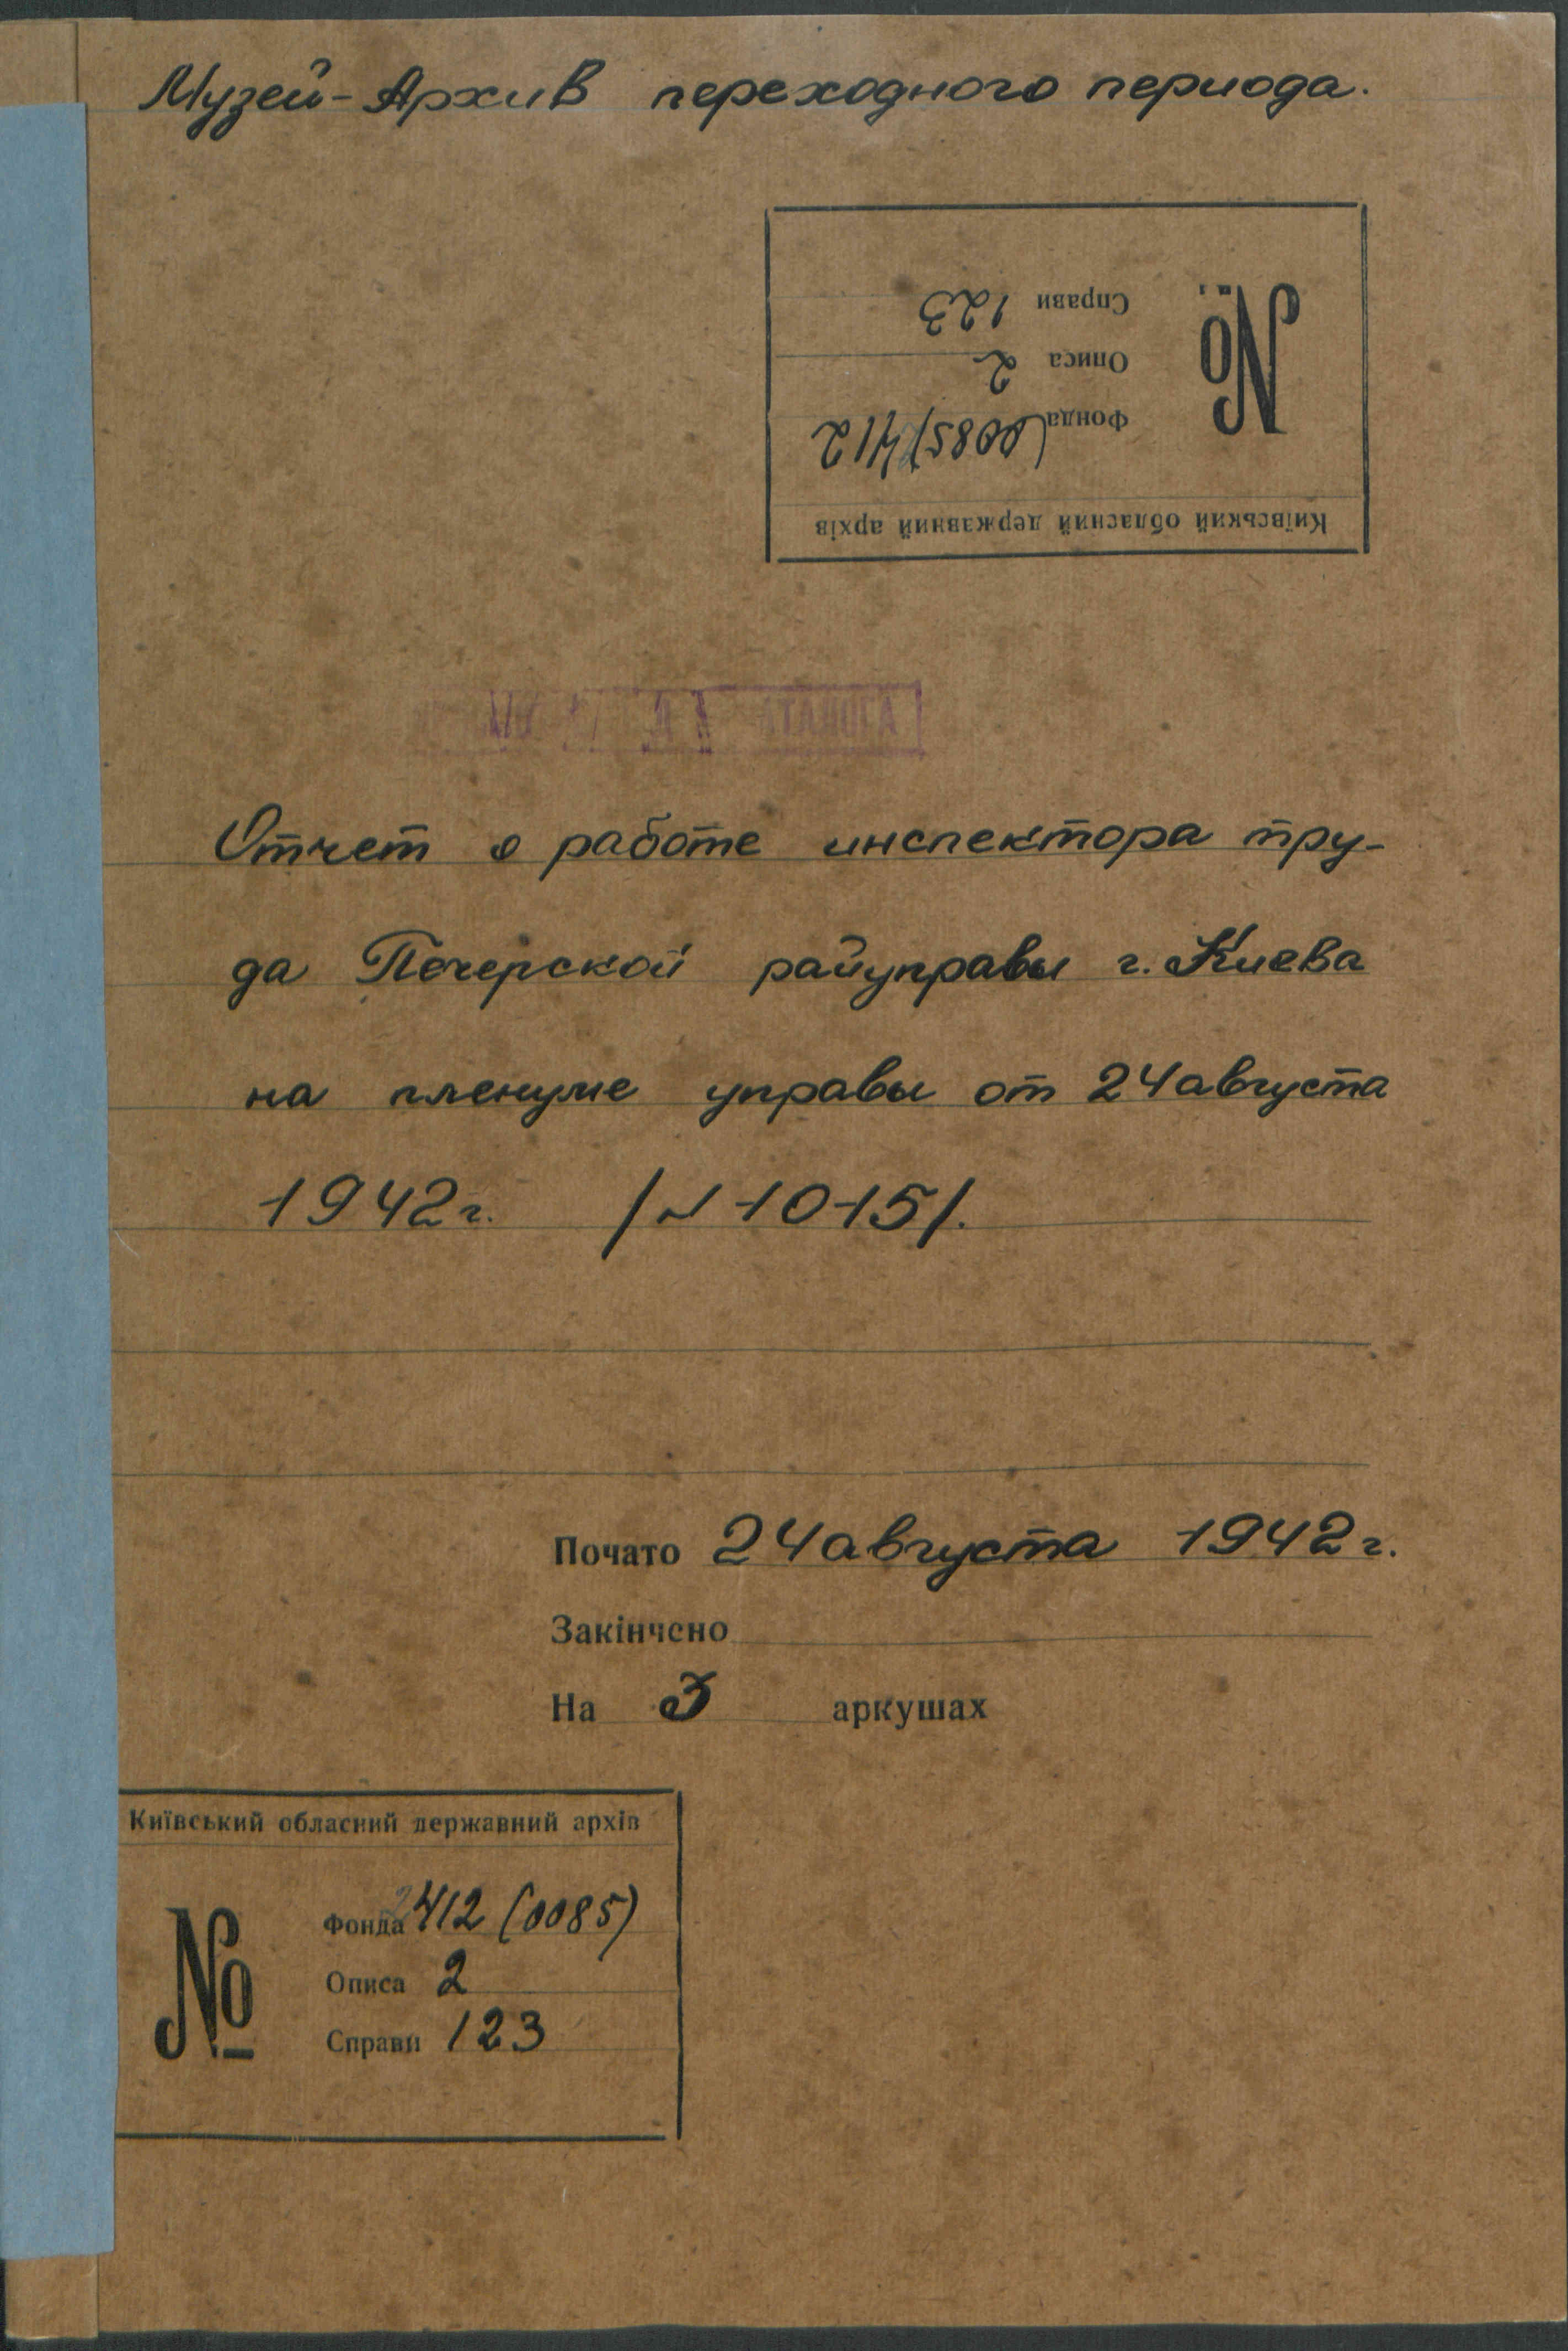 Музей-Архив переходного периода.
Київський обласний державний архів
№
Фонда (0085) 2412
Описа 2
Справи 123
Отчет о работе инспектора тру-
да Печерской райуправы г. Киева
на пленуме управы от 24 августа
1942 г. /№ 1015/.
Почато 24 августа 1942 г.
Закінчено
На 3 аркушах
Київський обласний державний архів
№
Фонда 2412 (0085)
Описа 2
Справи 123